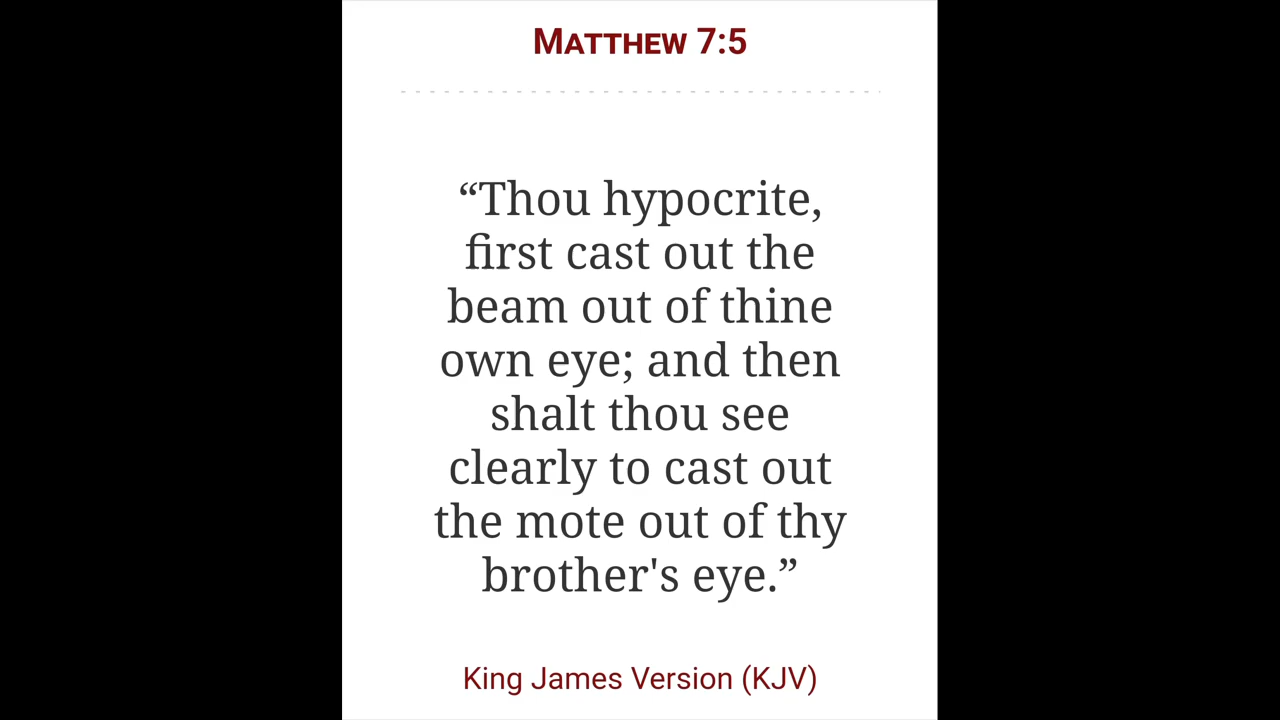 Matthew 7:5
“Thou hypocrite,
first cast out the
beam out of thine
own eye; and then
shalt thou see
clearly to cast out
the mote out of thy
brother's eye.”
King James Version (KJV)